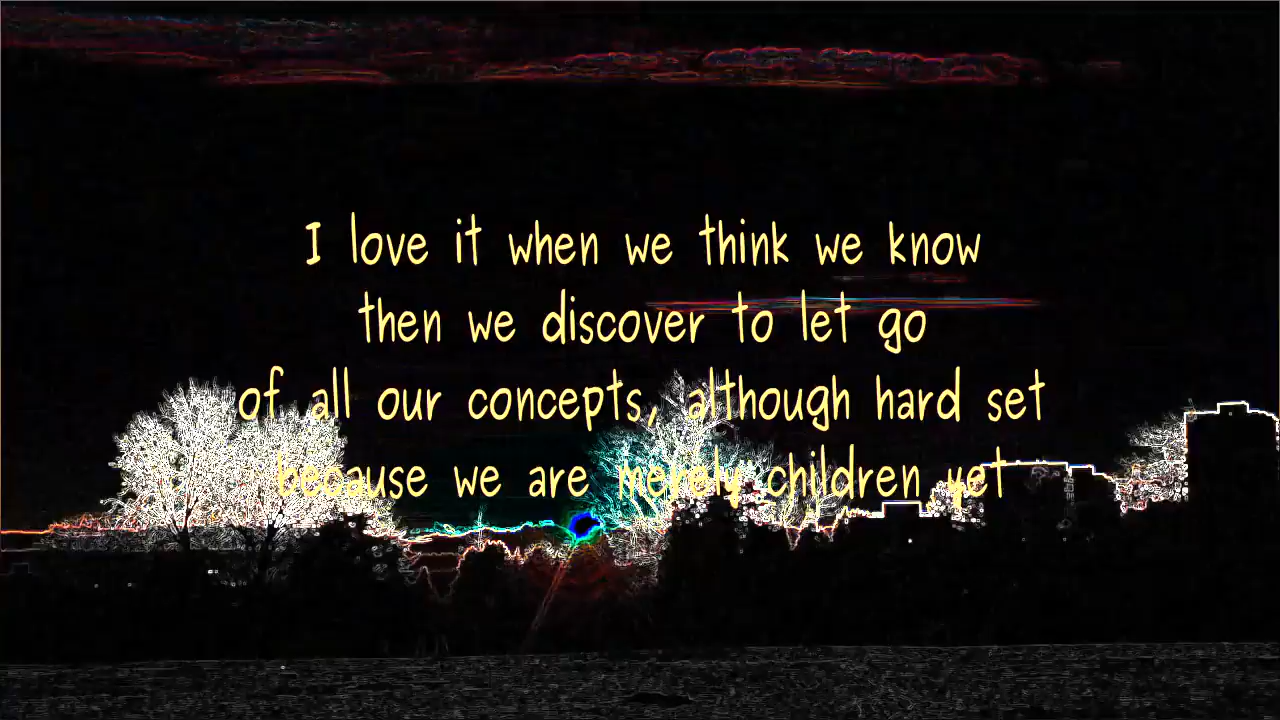 I love it when we think we know
then we discover to let go
of all our concepts, although hard set
because we are merely children yet